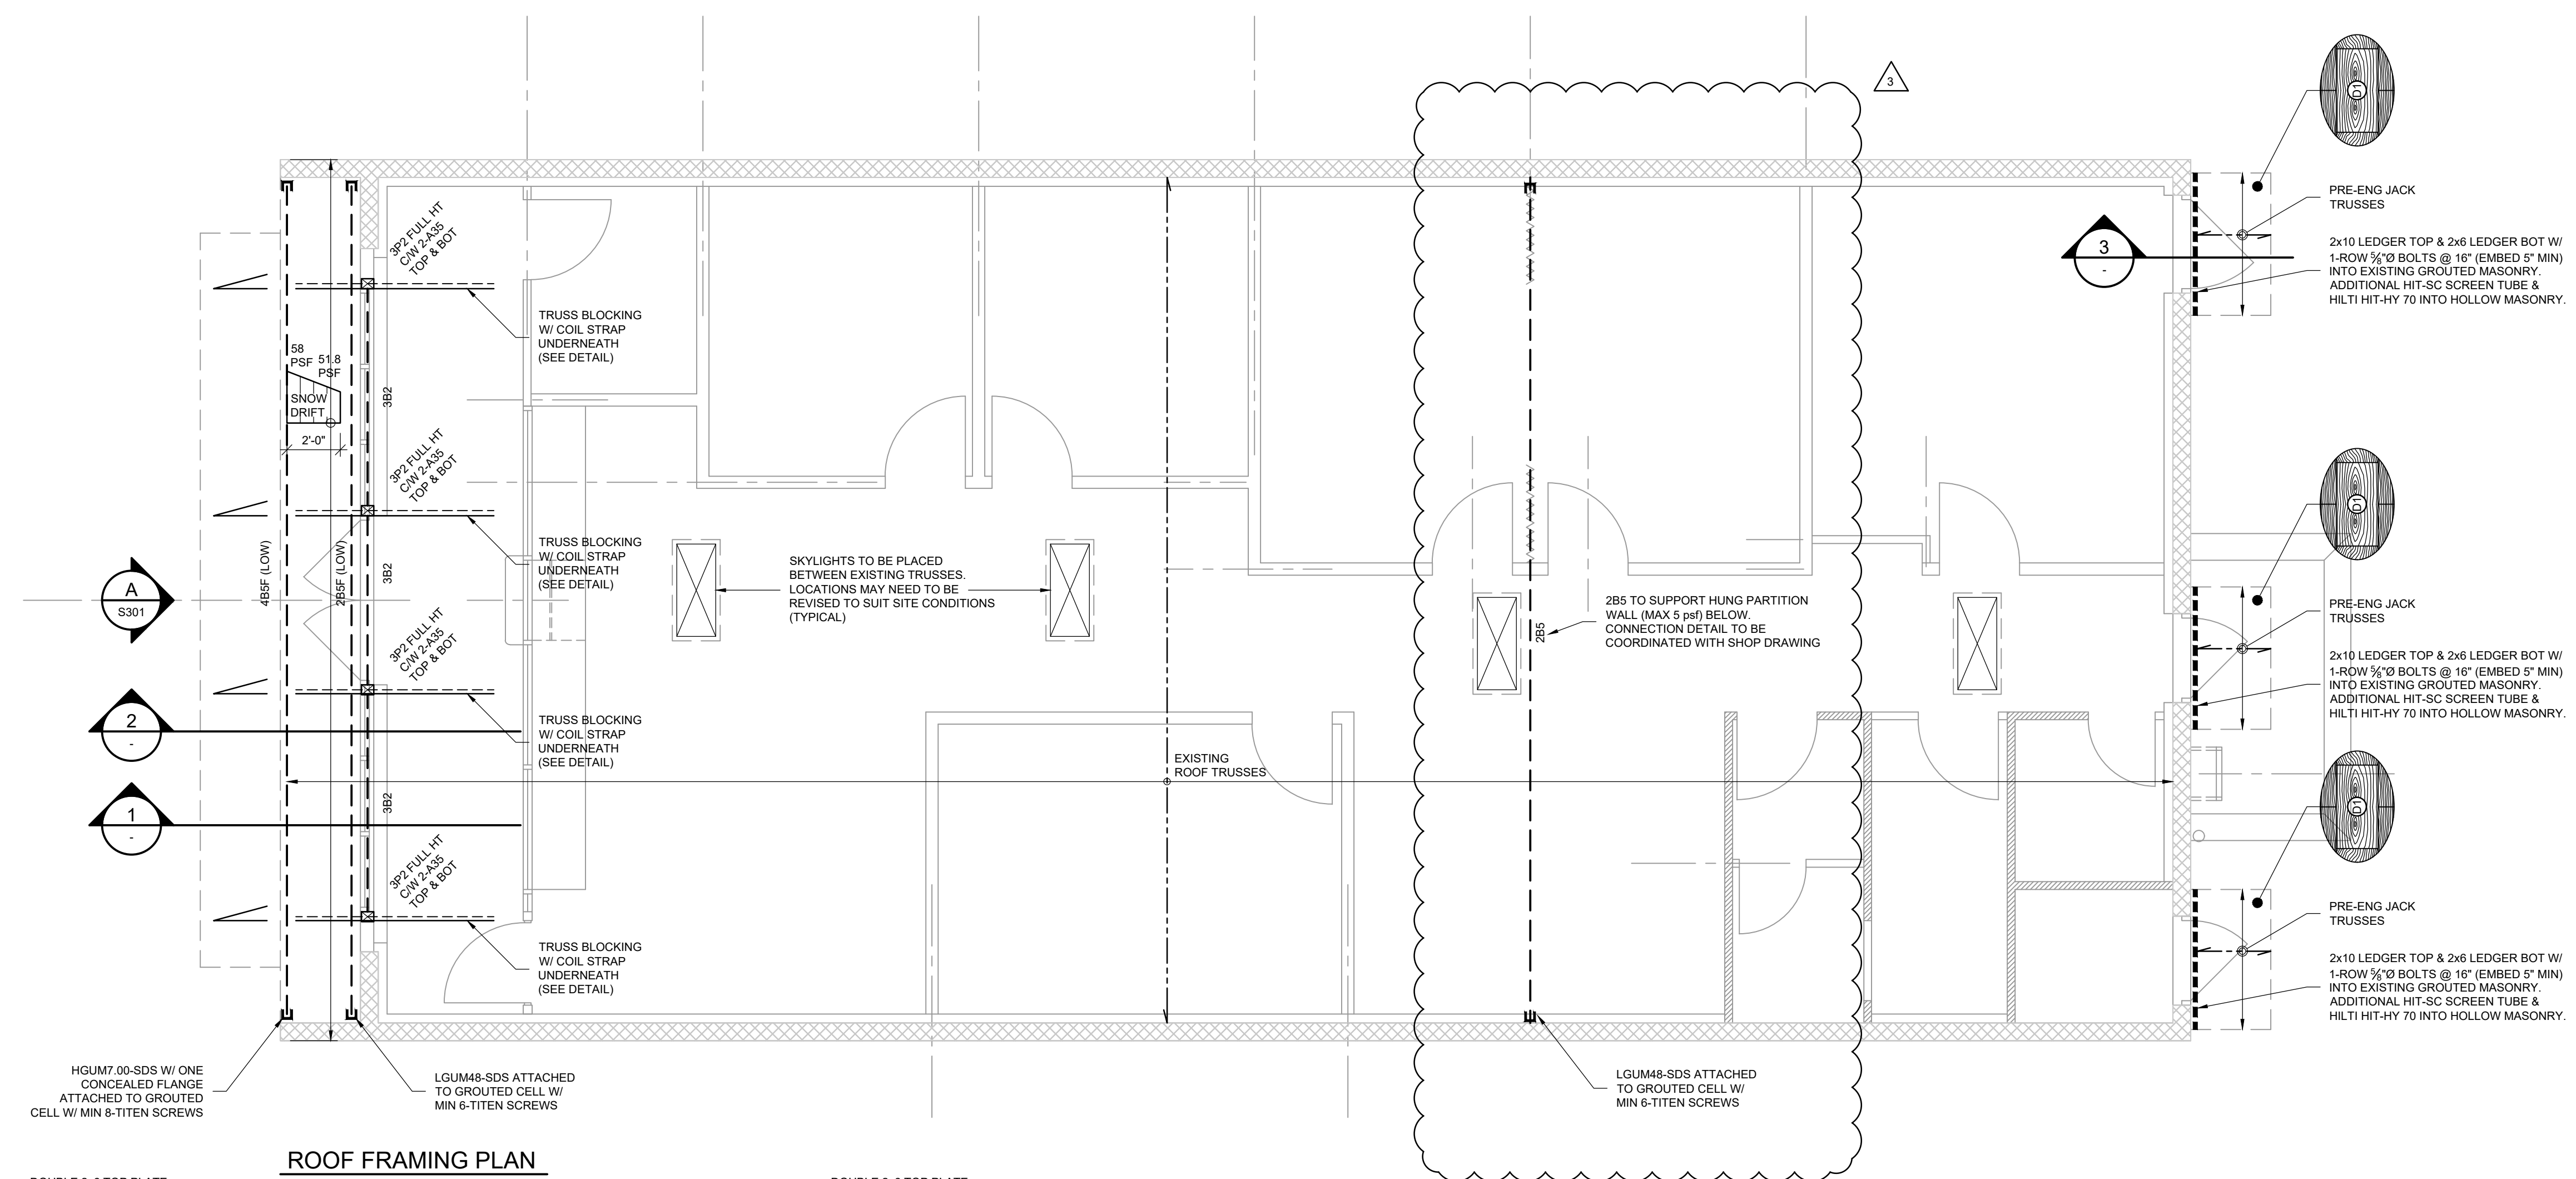 3
D1
PRE-ENG JACK
TRUSSES
2x10 LEDGER TOP & 2x6 LEDGER BOT W/
1-ROW ⅝"Ø BOLTS @ 16" (EMBED 5" MIN)
INTO EXISTING GROUTED MASONRY.
ADDITIONAL HIT-SC SCREEN TUBE &
HILTI HIT-HY 70 INTO HOLLOW MASONRY.
3
-
3P2 FULL HT
C/W 2-A35
TOP & BOT
TRUSS BLOCKING
W/ COIL STRAP
UNDERNEATH
(SEE DETAIL)
58
PSF
51.8
PSF
SNOW
DRIFT
2'-0"
3B2
3P2 FULL HT
C/W 2-A35
TOP & BOT
TRUSS BLOCKING
W/ COIL STRAP
UNDERNEATH
(SEE DETAIL)
4B5F (LOW)
2B5F (LOW)
3B2
A
S301
SKYLIGHTS TO BE PLACED
BETWEEN EXISTING TRUSSES.
LOCATIONS MAY NEED TO BE
REVISED TO SUIT SITE CONDITIONS
(TYPICAL)
2B5
2B5 TO SUPPORT HUNG PARTITION
WALL (MAX 5 psf) BELOW.
CONNECTION DETAIL TO BE
COORDINATED WITH SHOP DRAWING
D1
PRE-ENG JACK
TRUSSES
2x10 LEDGER TOP & 2x6 LEDGER BOT W/
1-ROW ⅝"Ø BOLTS @ 16" (EMBED 5" MIN)
INTO EXISTING GROUTED MASONRY.
ADDITIONAL HIT-SC SCREEN TUBE &
HILTI HIT-HY 70 INTO HOLLOW MASONRY.
3P2 FULL HT
C/W 2-A35
TOP & BOT
TRUSS BLOCKING
W/ COIL STRAP
UNDERNEATH
(SEE DETAIL)
2
-
1
-
3B2
EXISTING
ROOF TRUSSES
3P2 FULL HT
C/W 2-A35
TOP & BOT
TRUSS BLOCKING
W/ COIL STRAP
UNDERNEATH
(SEE DETAIL)
D1
PRE-ENG JACK
TRUSSES
2x10 LEDGER TOP & 2x6 LEDGER BOT W/
1-ROW ⅝"Ø BOLTS @ 16" (EMBED 5" MIN)
INTO EXISTING GROUTED MASONRY.
ADDITIONAL HIT-SC SCREEN TUBE &
HILTI HIT-HY 70 INTO HOLLOW MASONRY.
HGUM7.00-SDS W/ ONE
CONCEALED FLANGE
ATTACHED TO GROUTED
CELL W/ MIN 8-TITEN SCREWS
LGUM48-SDS ATTACHED
TO GROUTED CELL W/
MIN 6-TITEN SCREWS
LGUM48-SDS ATTACHED
TO GROUTED CELL W/
MIN 6-TITEN SCREWS
ROOF FRAMING PLAN